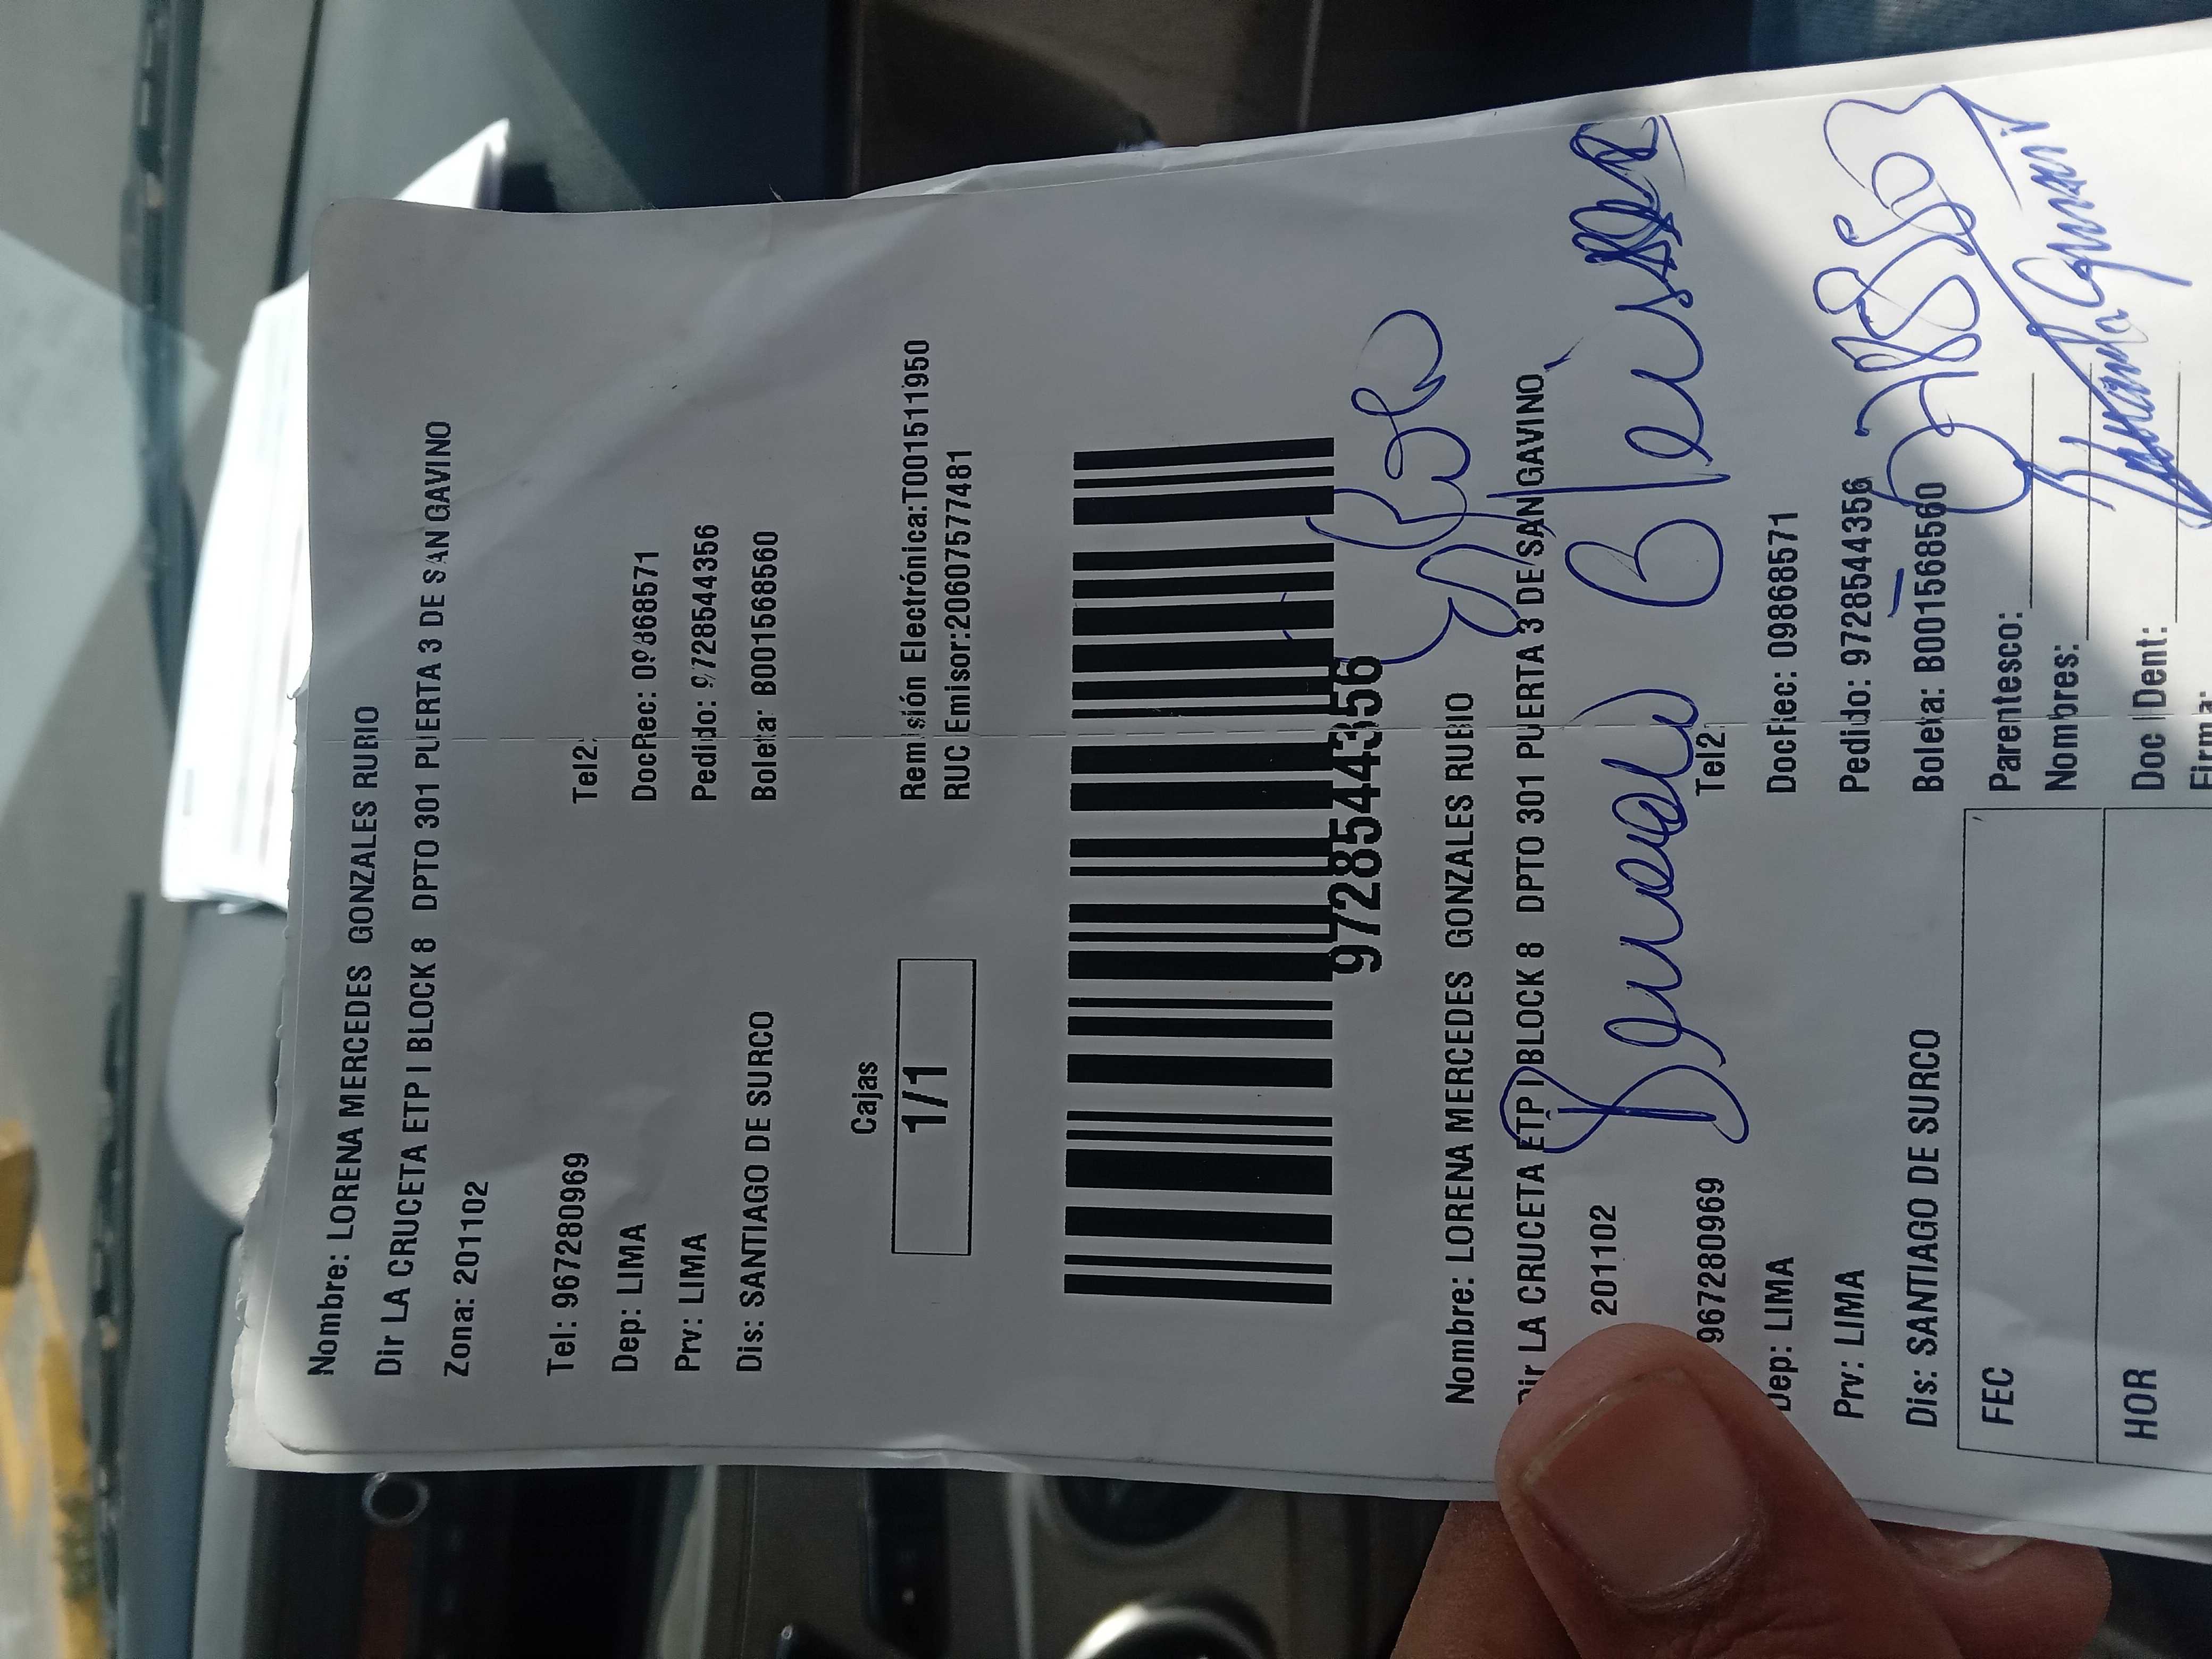 Nombre: LORENA MERCEDES GONZALES RUBIO
Dir LA CRUCETA ETP I BLOCK 8 DPTO 301 PUERTA 3 DE SAN GAVINO
Zona: 201102
Tel: 967280969 Tel2:
Dep: LIMA DocRec: 09868571
Prv: LIMA Pedido: 9728544356
Dis: SANTIAGO DE SURCO Boleta: B001568560
Cajas
1/1
Remisión Electrónica:T001511950
RUC Emisor:20607577481
9728544356
Nombre: LORENA MERCEDES GONZALES RUBIO
Dir LA CRUCETA ETP I BLOCK 8 DPTO 301 PUERTA 3 DE SAN GAVINO
201102
967280969 Tel2:
Dep: LIMA DocRec: 09868571
Prv: LIMA Pedido: 9728544356
Dis: SANTIAGO DE SURCO Boleta: B001568560
FEC Parentesco:
Nombres:
HOR Doc Ident:
Firma: